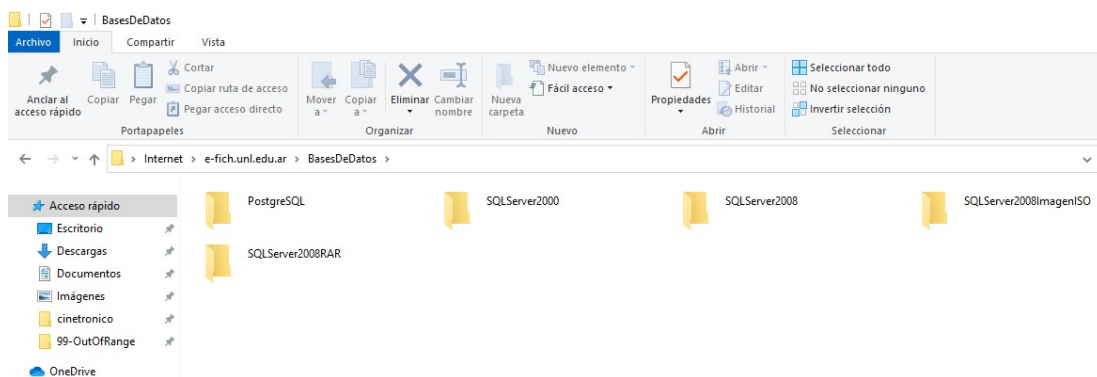 BasesDeDatos
Archivo Inicio Compartir Vista
Anclar al acceso rápido
Copiar
Pegar
Cortar
Copiar ruta de acceso
Pegar acceso directo
Portapapeles
Mover a
Copiar a
Eliminar
Cambiar nombre
Organizar
Nueva carpeta
Nuevo elemento
Fácil acceso
Nuevo
Propiedades
Abrir
Editar
Historial
Abrir
Seleccionar todo
No seleccionar ninguno
Invertir selección
Seleccionar
Internet > e-fich.unl.edu.ar > BasesDeDatos >
Acceso rápido
Escritorio
Descargas
Documentos
Imágenes
cinetronico
99-OutOfRange
OneDrive
PostgreSQL
SQLServer2000
SQLServer2008
SQLServer2008ImagenISO
SQLServer2008RAR